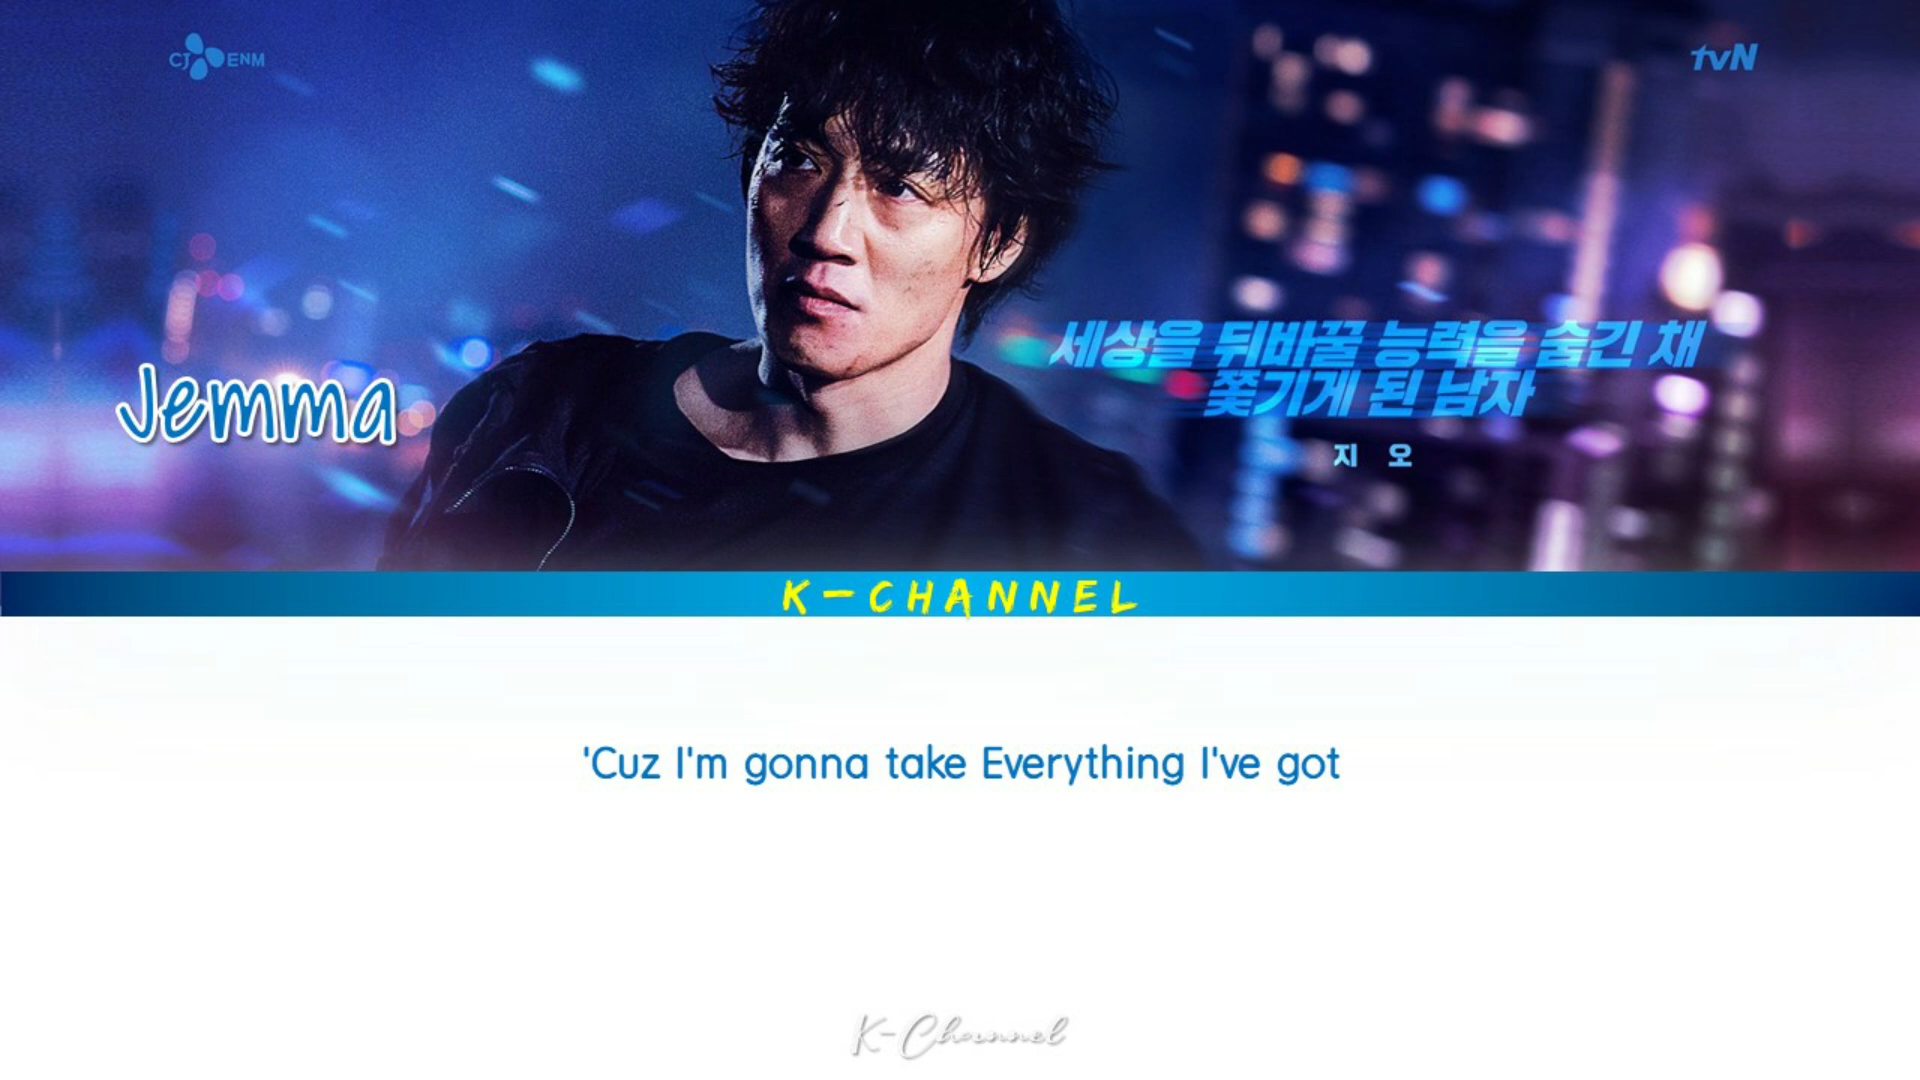 CJ ENM
tvN
세상을 뒤바꿀 능력을 숨긴 채
쫓기게 된 남자
지 오
Jemma
K-CHANNEL
'Cuz I'm gonna take Everything I've got
K-Channel